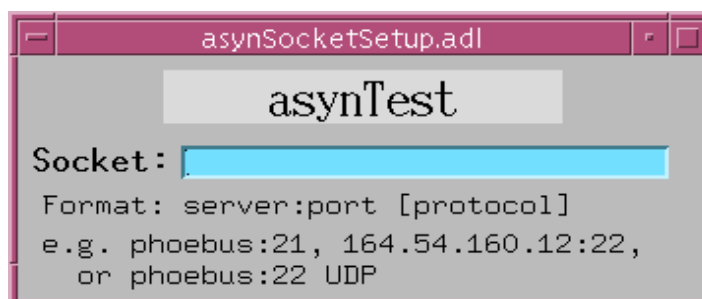 asynSocketSetup.adl
asynTest
Socket:
Format: server:port [protocol]
e.g. phoebus:21, 164.54.160.12:22,
or phoebus:22 UDP